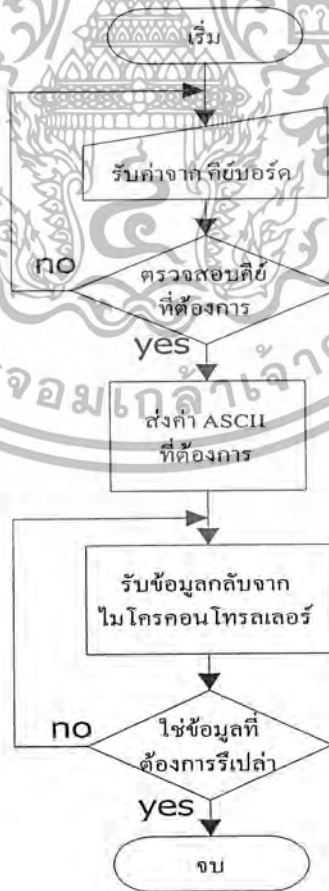 เริ่ม
รับค่าจาก คีย์บอร์ด
no
ตรวจสอบคีย์
ที่ต้องการ
yes
ส่งค่า ASCII
ที่ต้องการ
รับข้อมูลกลับจาก
ไมโครคอนโทรลเลอร์
no
ใช่ข้อมูลที่
ต้องการรึเปล่า
yes
จบ